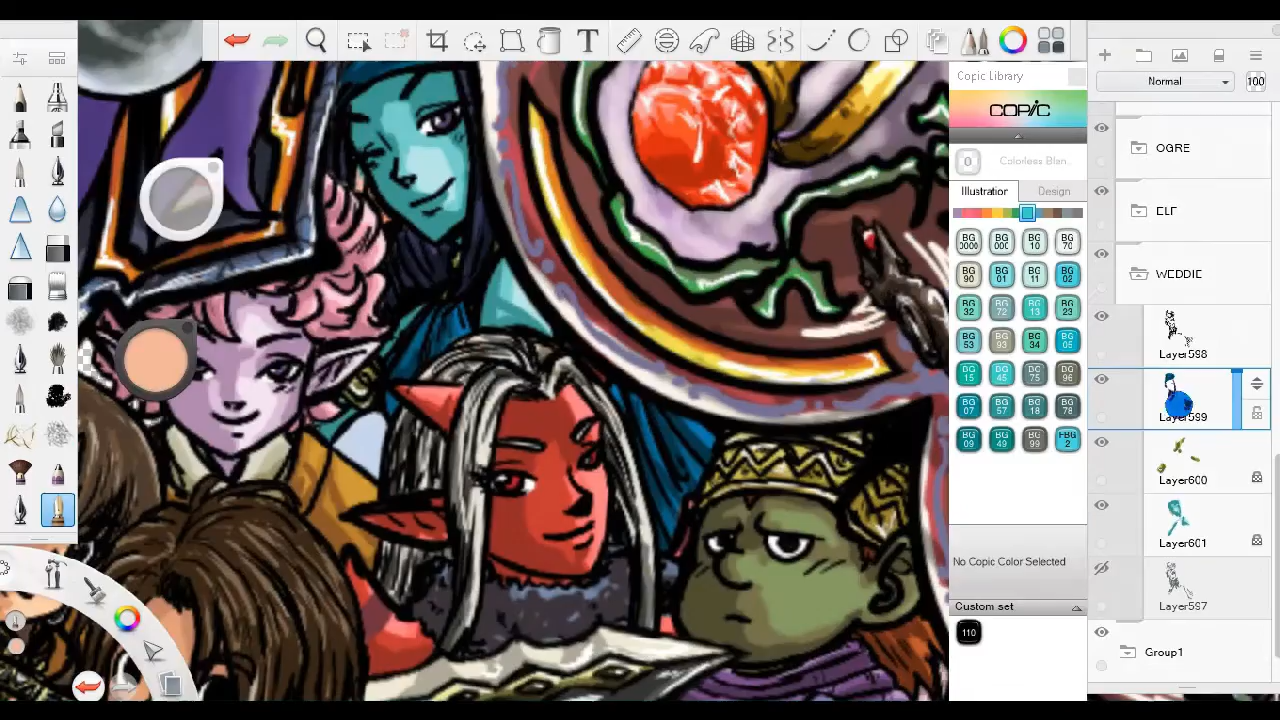 Normal
100
Copic Library
COPIC
0
Colorless Blan..
Illustration
Design
BG 0000
BG 000
BG 10
BG 70
BG 90
BG 01
BG 11
BG 02
BG 32
BG 72
BG 13
BG 23
BG 53
BG 93
BG 34
BG 05
BG 15
BG 45
BG 75
BG 96
BG 07
BG 57
BG 18
BG 78
BG 09
BG 49
BG 99
FBG 2
No Copic Color Selected
Custom set
110
OGRE
ELF
WEDDIE
Layer598
Layer599
Layer600
Layer601
Layer597
Group1